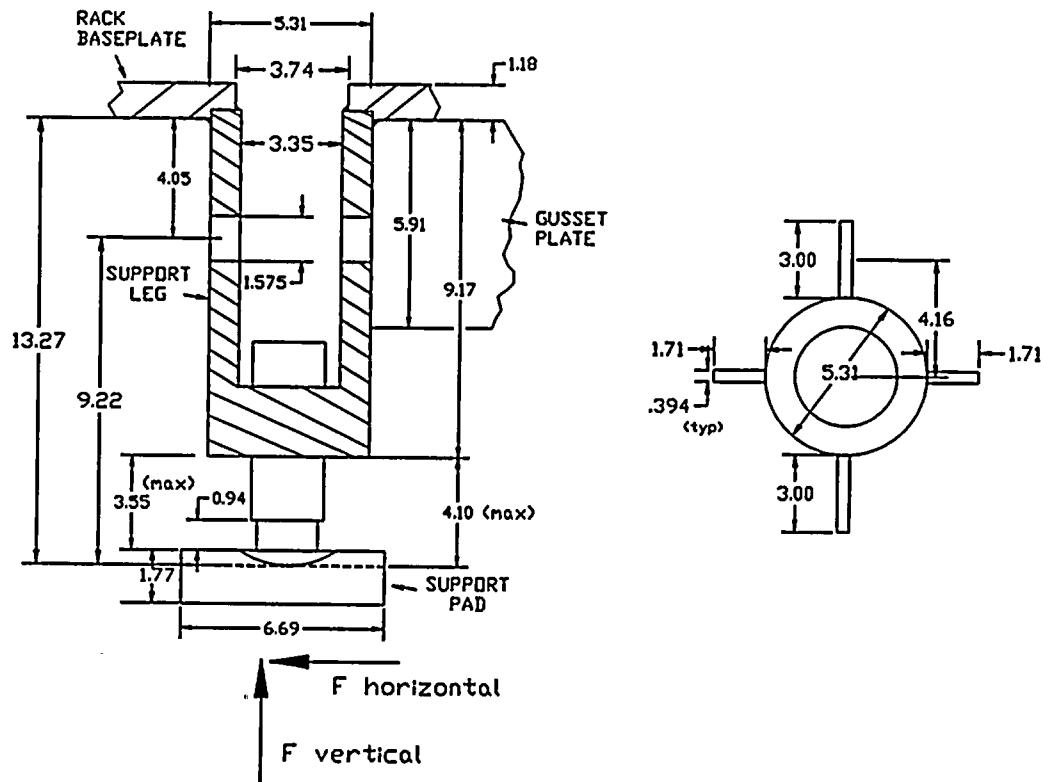 RACK
BASEPLATE
5.31
3.74
1.18
3.35
4.05
5.91
GUSSET
PLATE
SUPPORT
LEG
1.575
9.17
13.27
9.22
3.55
(max)
0.94
4.10 (max)
1.77
SUPPORT
PAD
6.69
F horizontal
F vertical
3.00
4.16
1.71
5.31
1.71
.394
(typ)
3.00